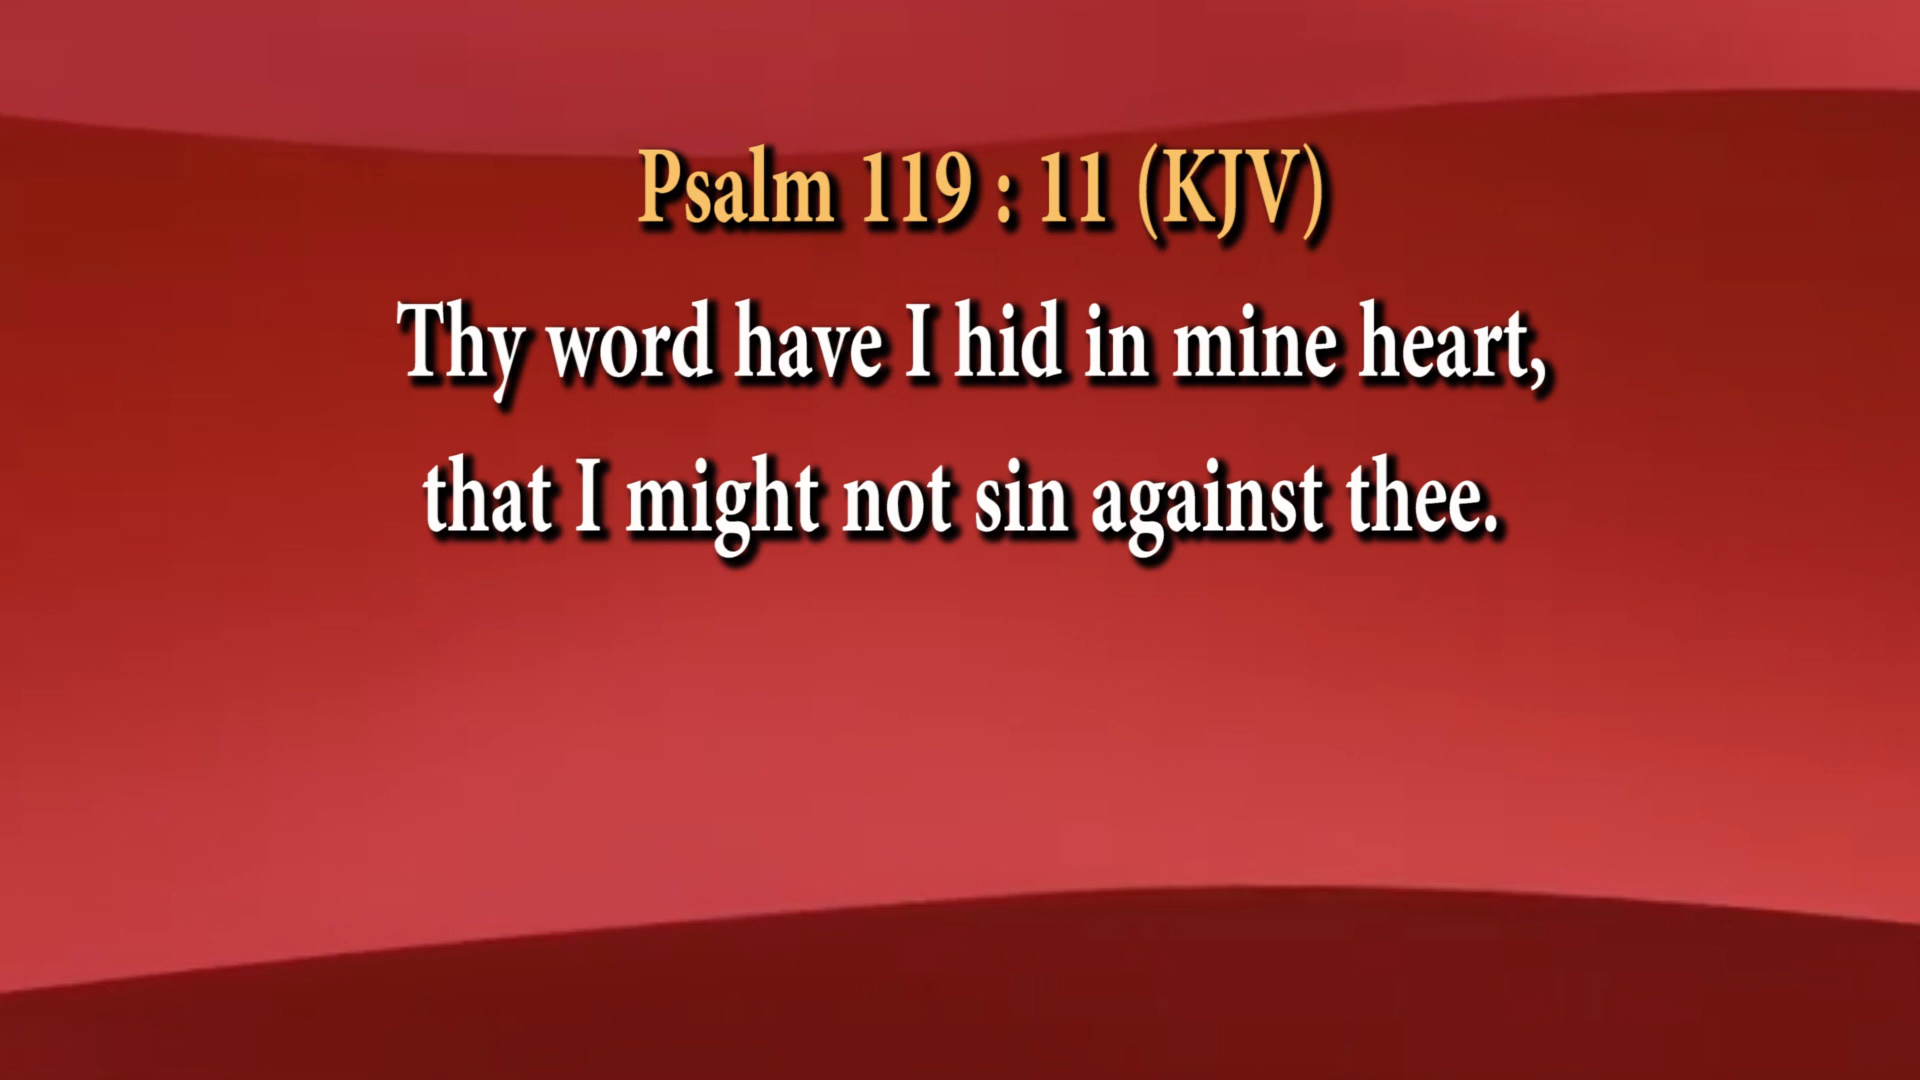 Psalm 119 : 11 (KJV)
Thy word have I hid in mine heart,
that I might not sin against thee.